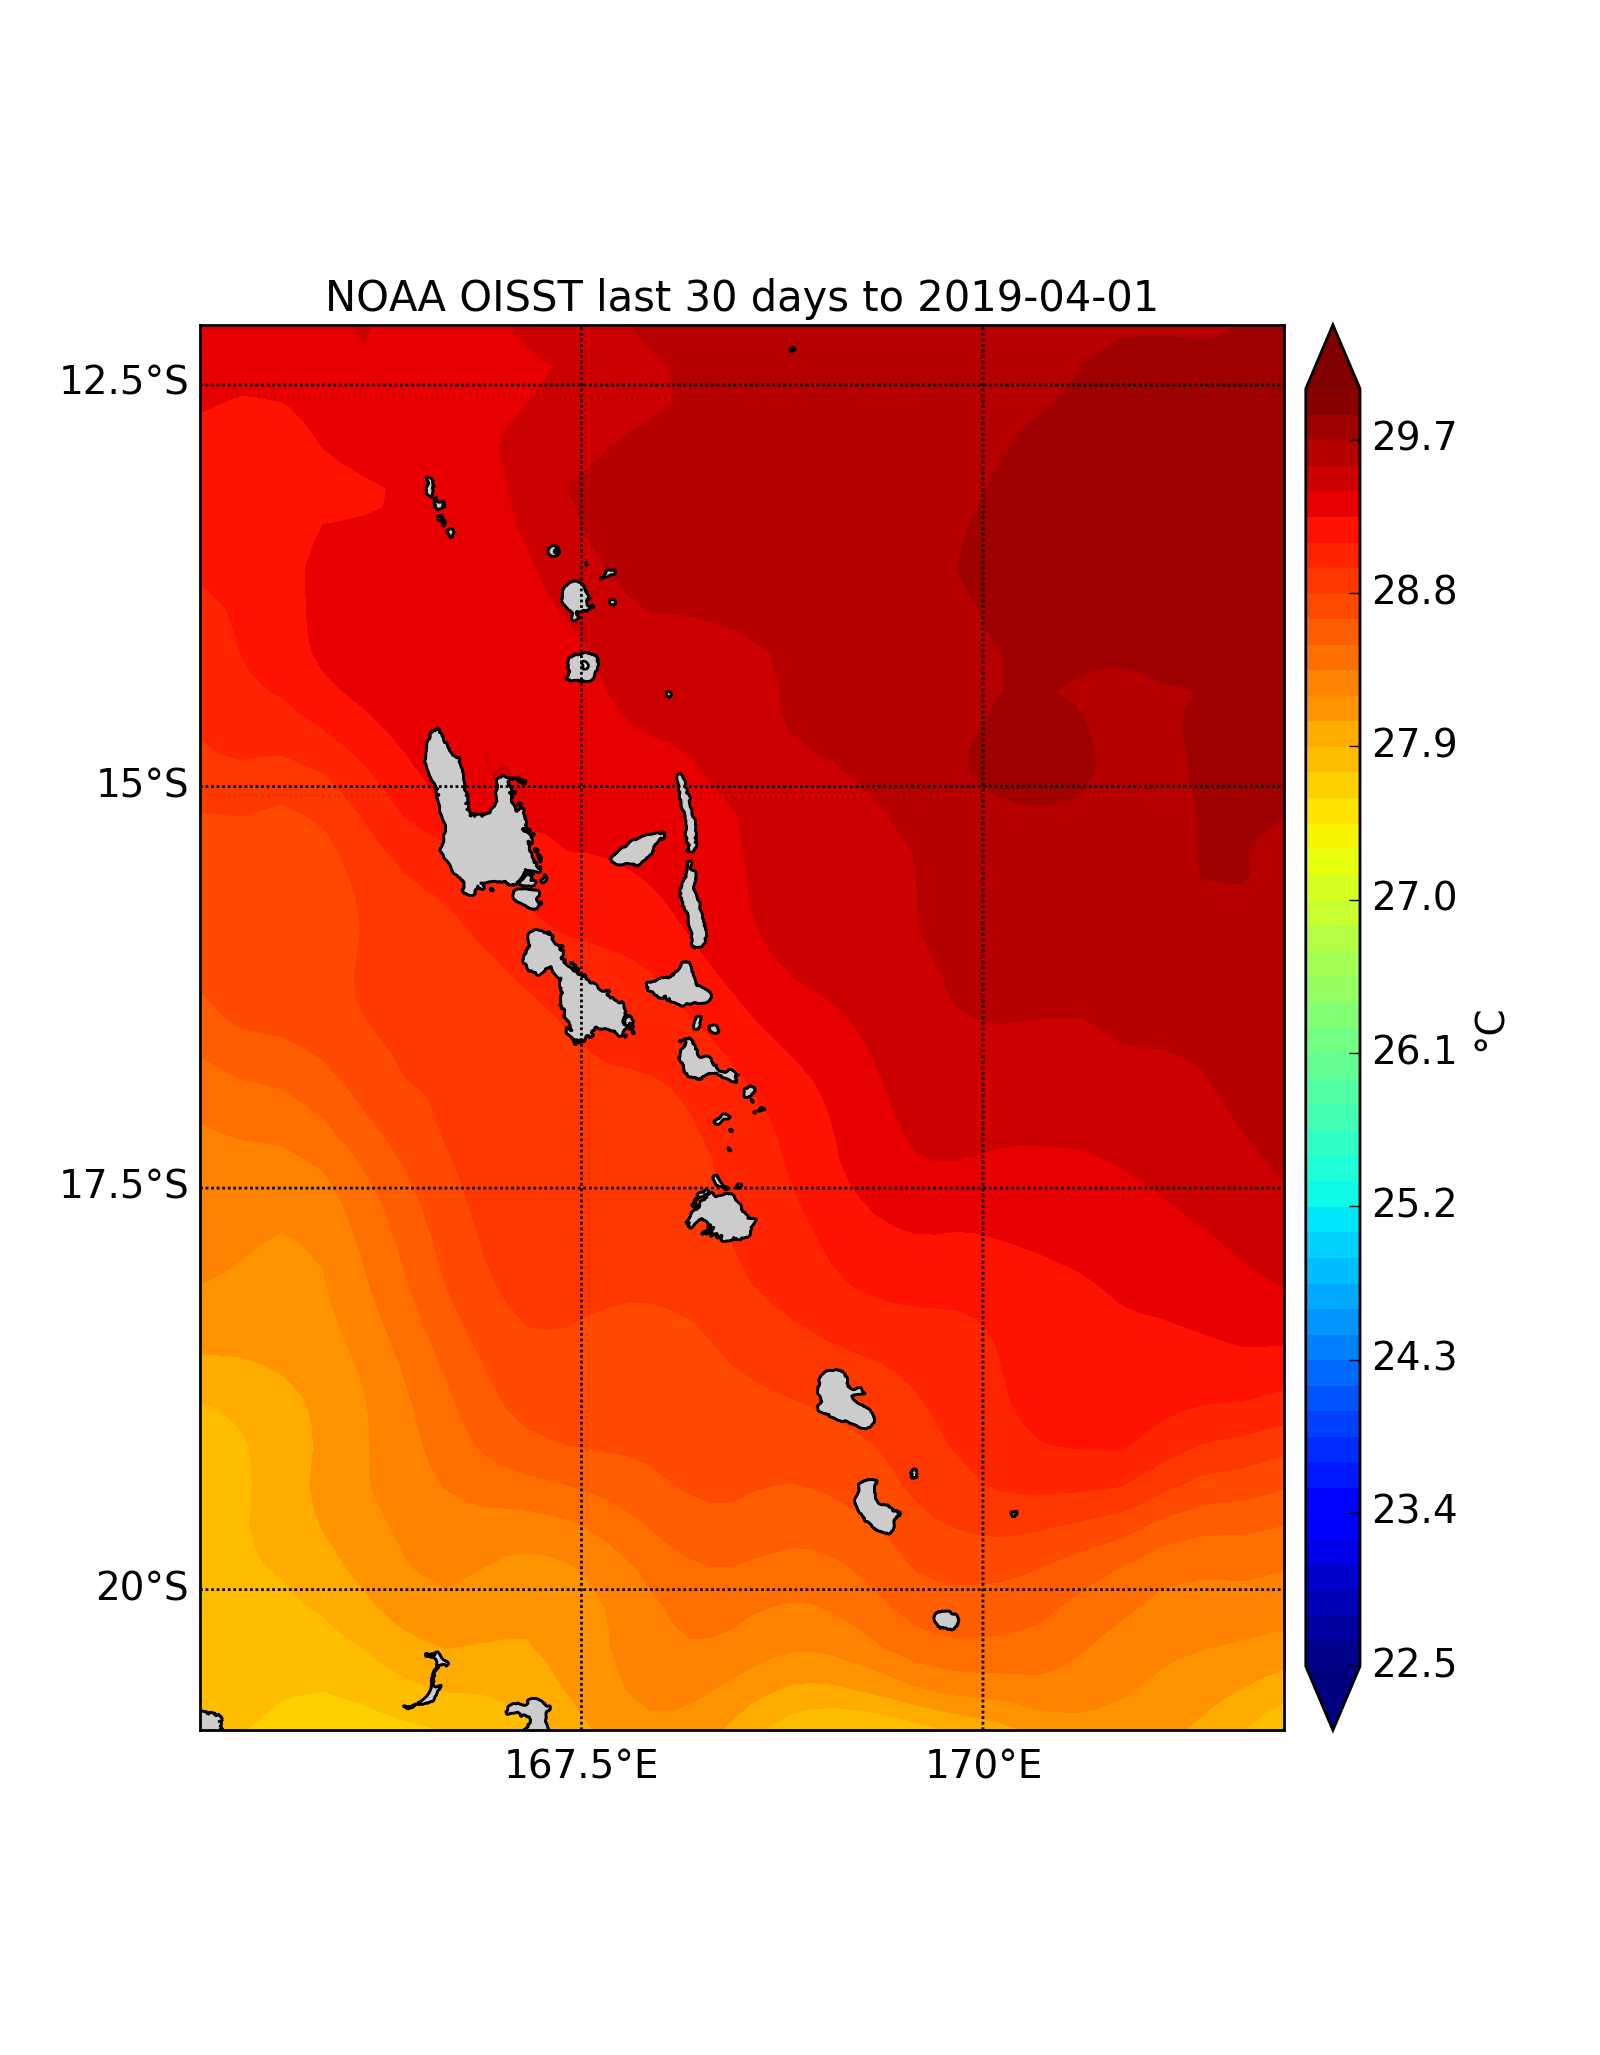 NOAA OISST last 30 days to 2019-04-01
12.5°S
15°S
17.5°S
20°S
167.5°E
170°E
29.7
28.8
27.9
27.0
26.1
25.2
24.3
23.4
22.5
°C